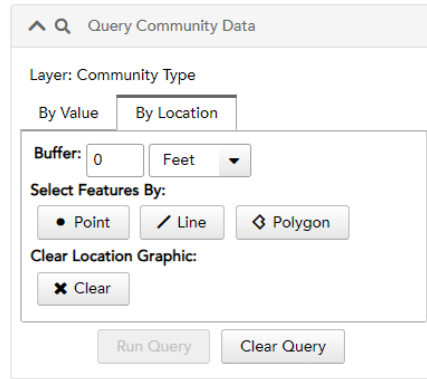 Query Community Data
Layer: Community Type
By Value By Location
Buffer: 0 Feet
Select Features By:
Point Line Polygon
Clear Location Graphic:
Clear
Run Query Clear Query